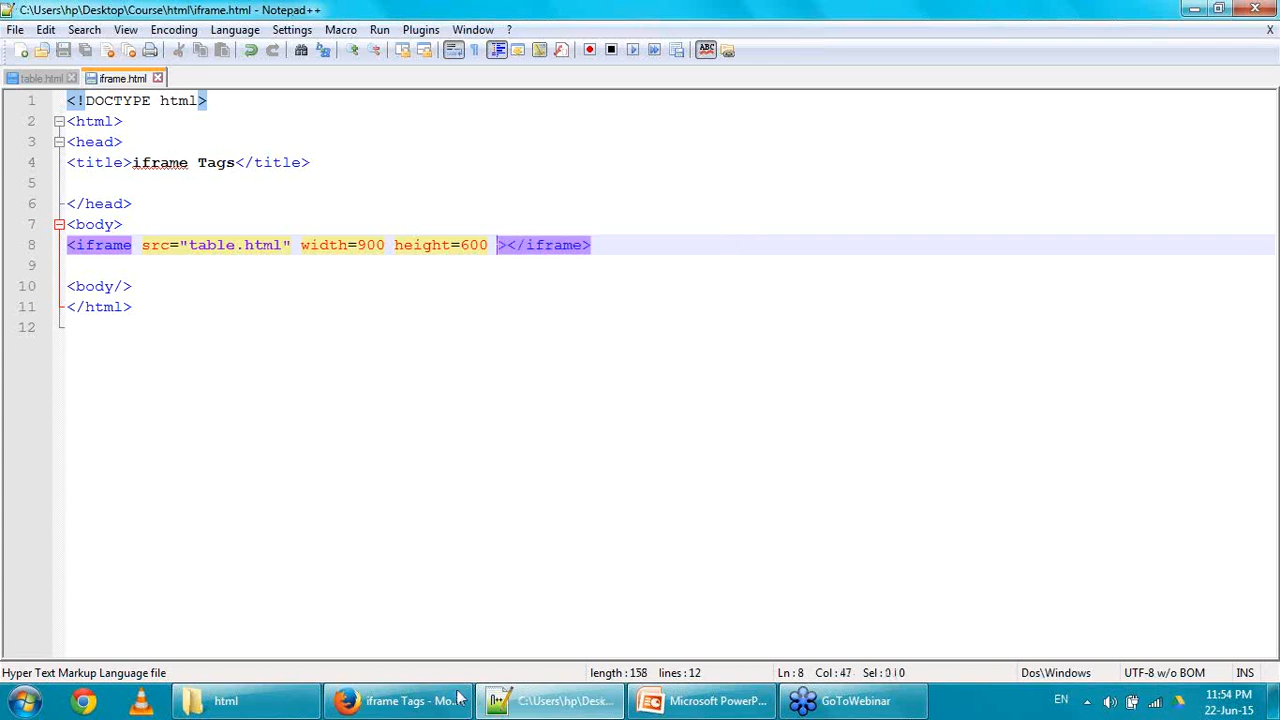 C:\Users\hp\Desktop\Course\html\iframe.html - Notepad++
File Edit Search View Encoding Language Settings Macro Run Plugins Window ? X
ABC
table.html iframe.html
1 <!DOCTYPE html>
2 <html>
3 <head>
4 <title>iframe Tags</title>
5
6 </head>
7 <body>
8 <iframe src="table.html" width=900 height=600 ></iframe>
9
10 <body/>
11 </html>
12
Hyper Text Markup Language file length : 158 lines : 12 Ln : 8 Col : 47 Sel : 0 | 0 Dos\Windows UTF-8 w/o BOM INS
html iframe Tags - Mo... C:\Users\hp\Desk... Microsoft PowerP... GoToWebinar EN 11:54 PM
22-Jun-15